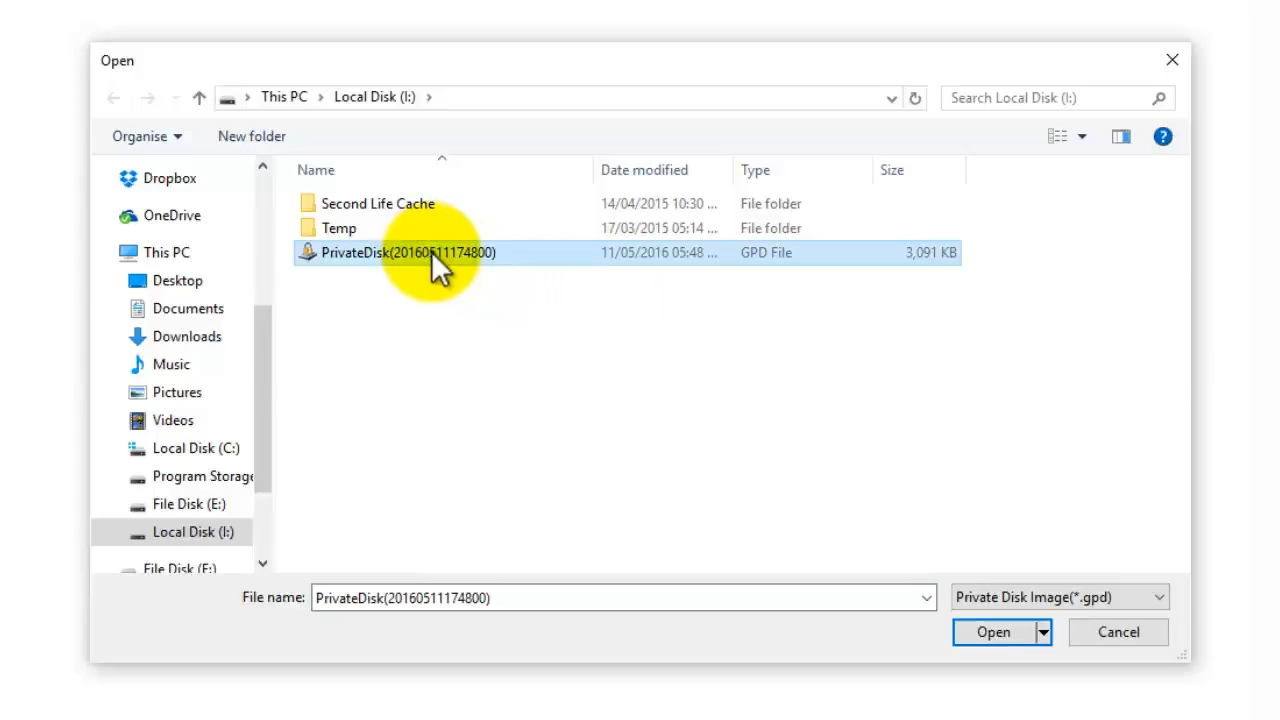 Open
This PC > Local Disk (I:) >
Search Local Disk (I:)
Organise
New folder
Name
Date modified
Type
Size
Second Life Cache
14/04/2015 10:30 ...
File folder
Temp
17/03/2015 05:14 ...
File folder
PrivateDisk(20160511174800)
11/05/2016 05:48 ...
GPD File
3,091 KB
Dropbox
OneDrive
This PC
Desktop
Documents
Downloads
Music
Pictures
Videos
Local Disk (C:)
Program Storage
File Disk (E:)
Local Disk (I:)
File Disk (E:)
File name:
PrivateDisk(20160511174800)
Private Disk Image(*.gpd)
Open
Cancel